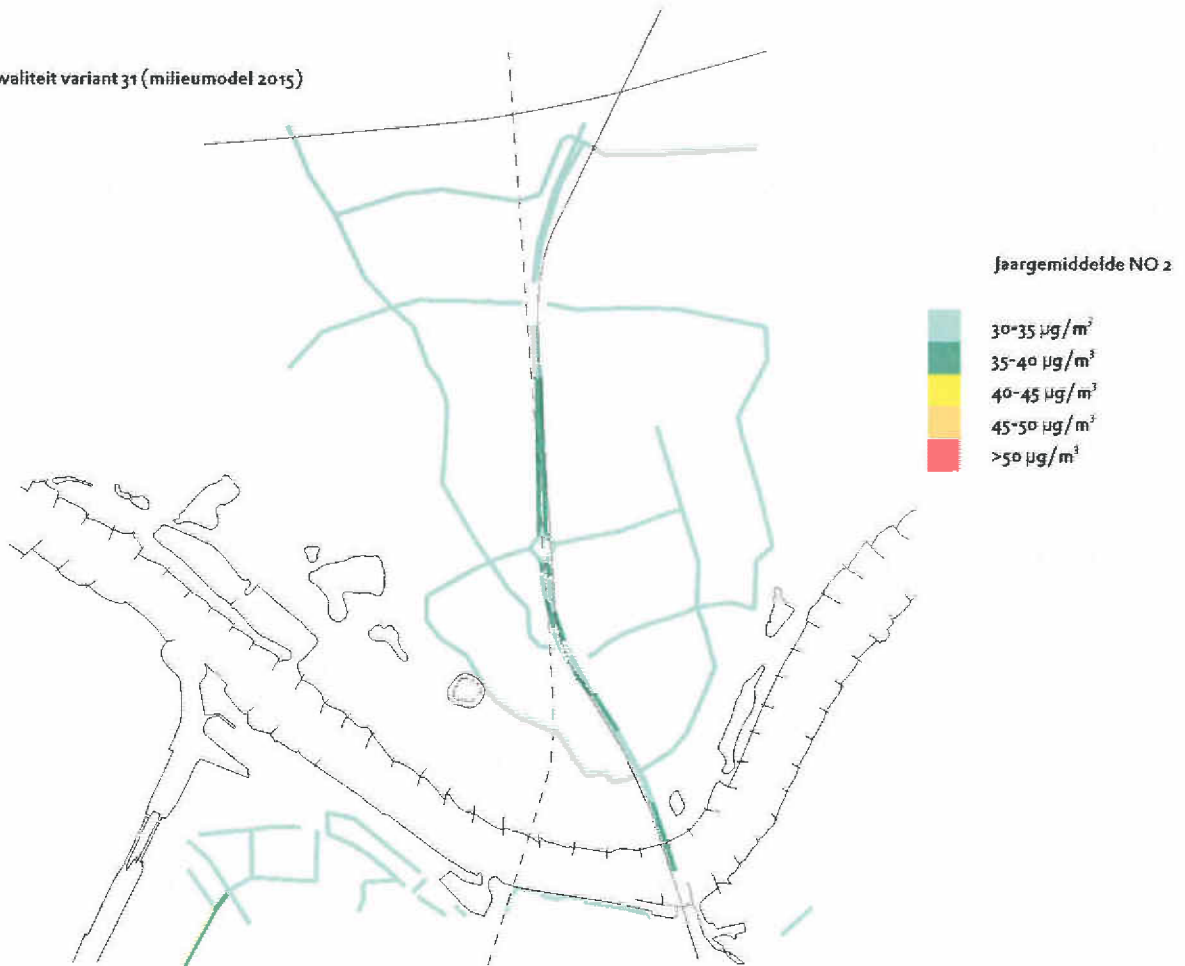 waliteit variant 31 (milieumodel 2015)
Jaargemiddelde NO 2
30-35 µg/m³
35-40 µg/m³
40-45 µg/m³
45-50 µg/m³
>50 µg/m³